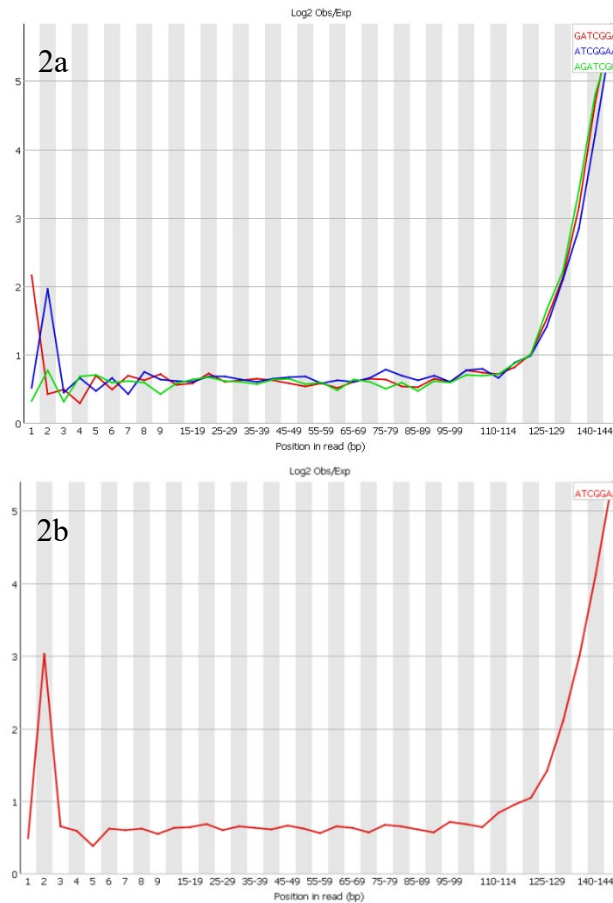 Log2 Obs/Exp
2a
GATCGGA
ATCGGAA
AGATCG
5
4
3
2
1
0
1 2 3 4 5 6 7 8 9 15-19 25-29 35-39 45-49 55-59 65-69 75-79 85-89 95-99 110-114 125-129 140-144
Position in read (bp)
Log2 Obs/Exp
2b
ATCGGA
5
4
3
2
1
0
1 2 3 4 5 6 7 8 9 15-19 25-29 35-39 45-49 55-59 65-69 75-79 85-89 95-99 110-114 125-129 140-144
Position in read (bp)